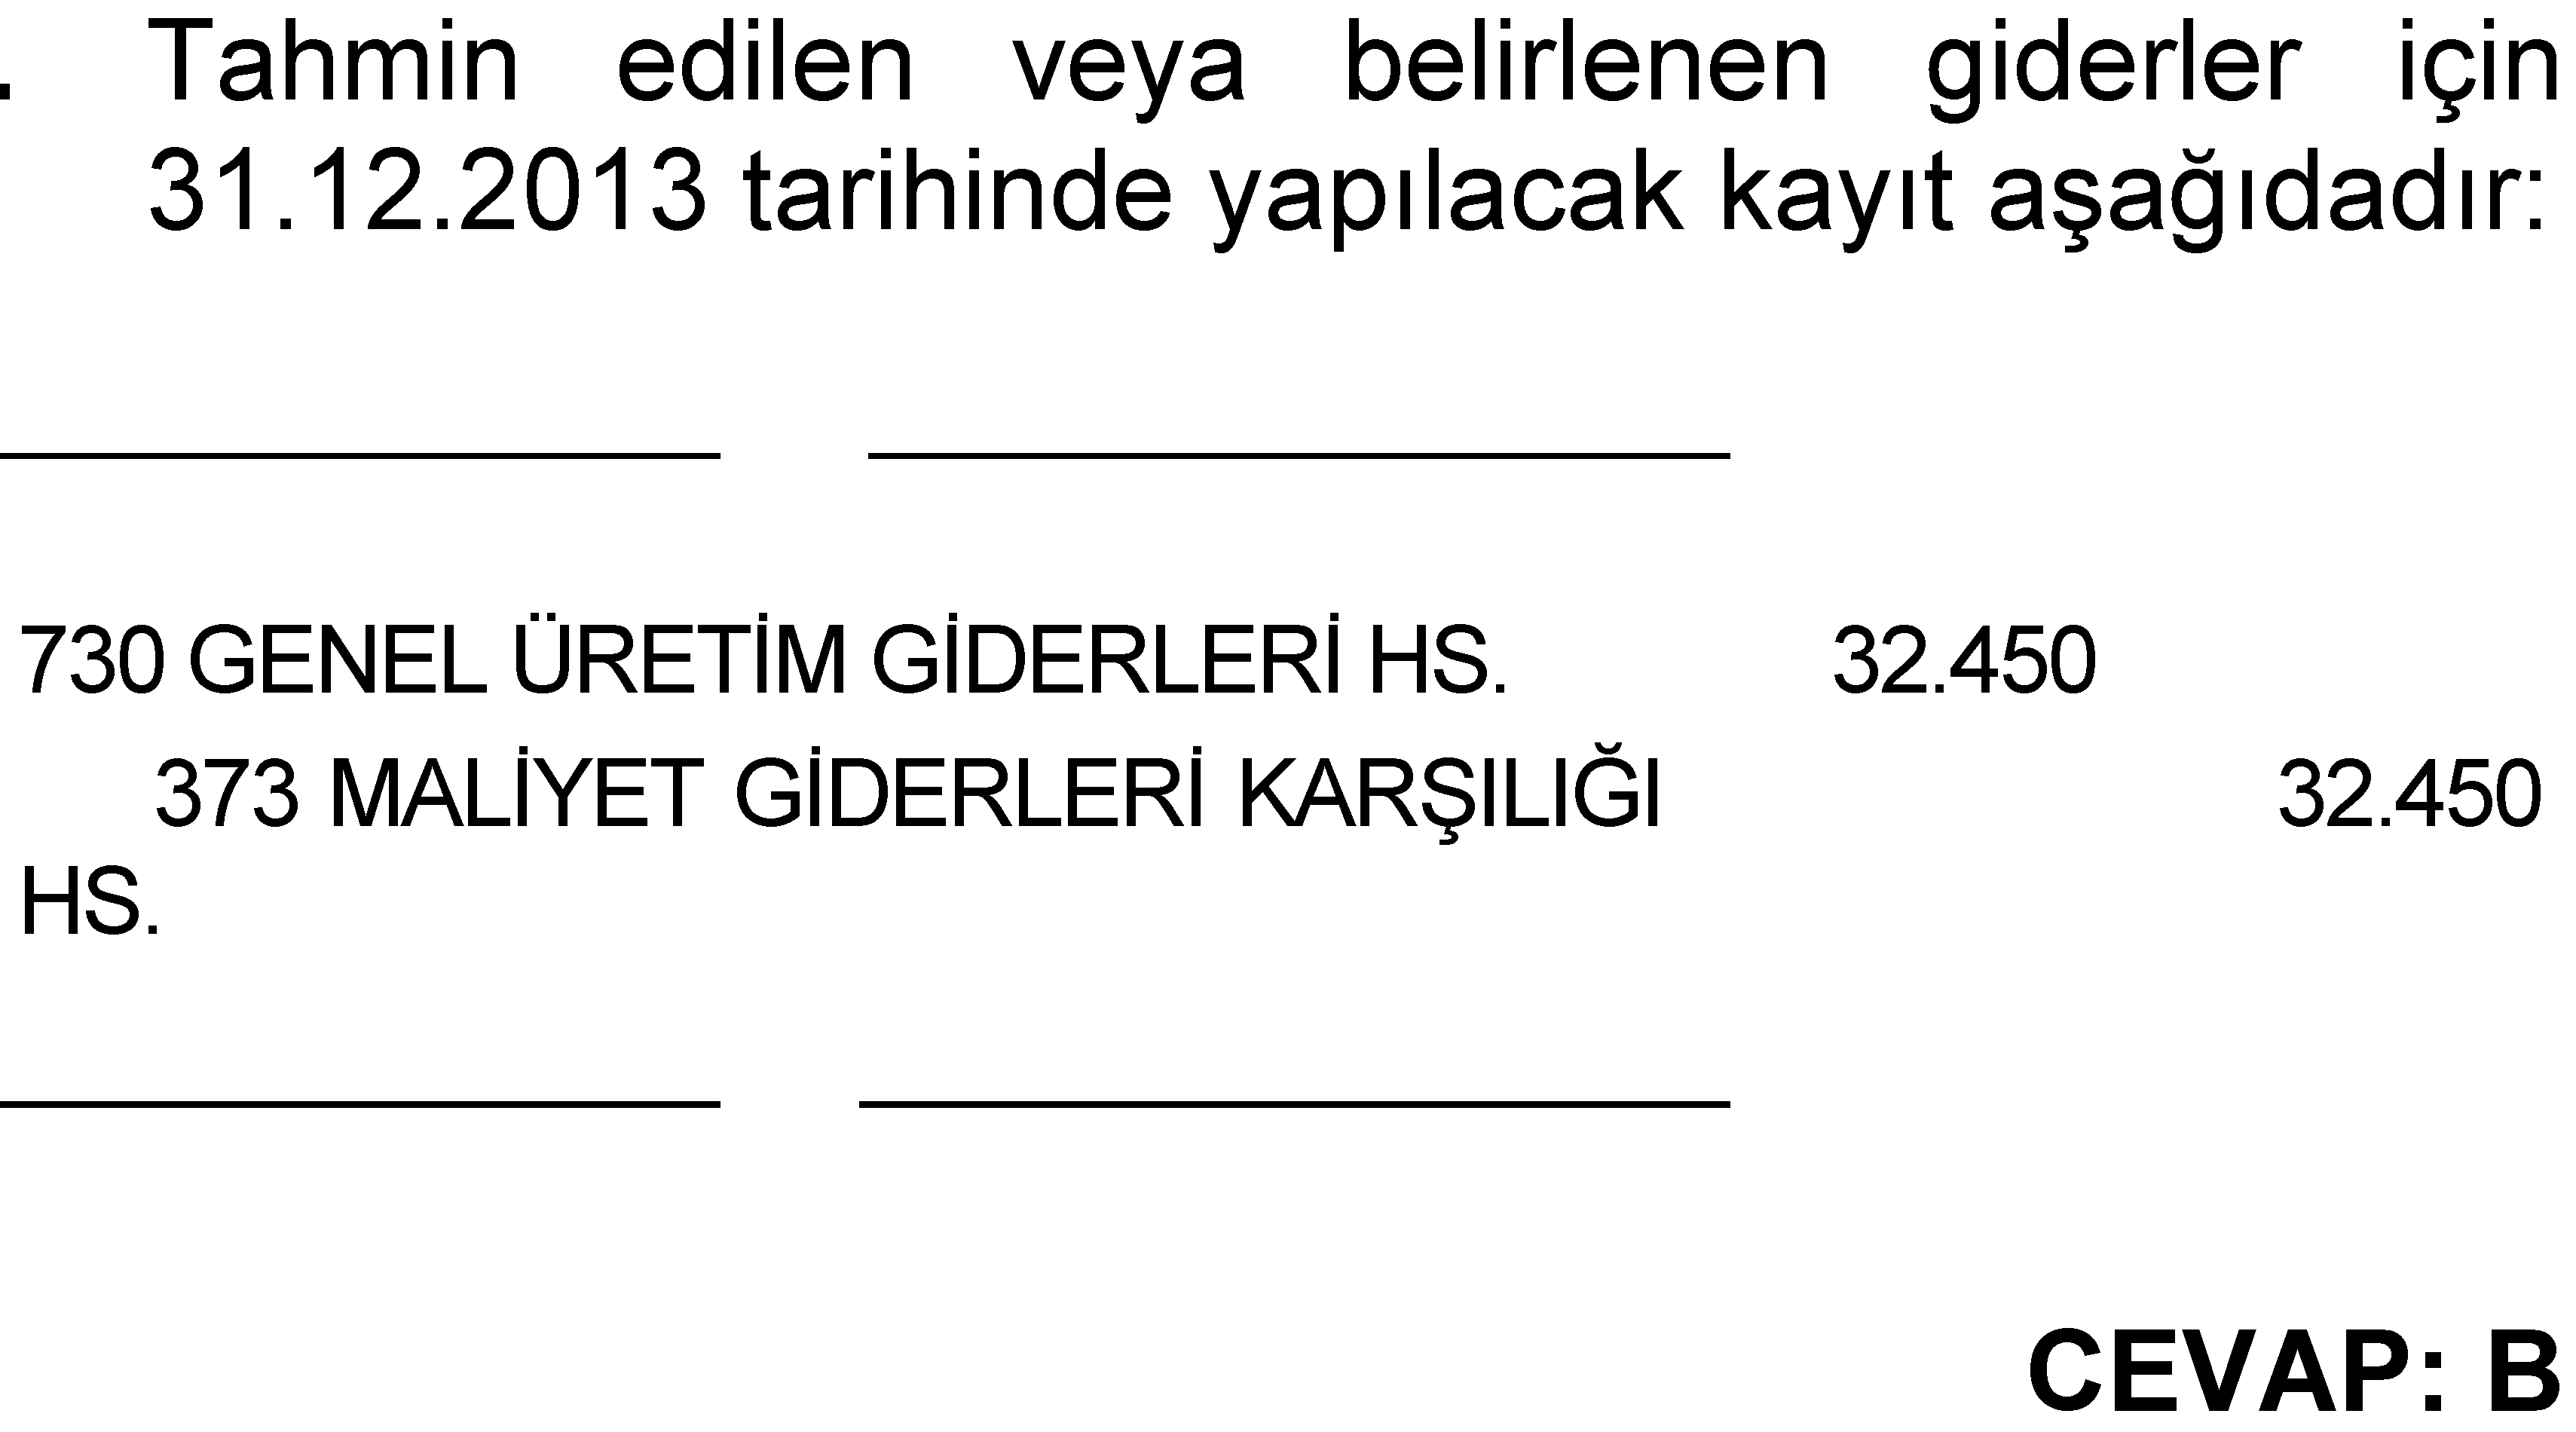 . Tahmin edilen veya belirlenen giderler için
31.12.2013 tarihinde yapılacak kayıt aşağıdadır:
730 GENEL ÜRETİM GİDERLERİ HS. 32.450
373 MALİYET GİDERLERİ KARŞILIĞI 32.450
HS.
CEVAP: B